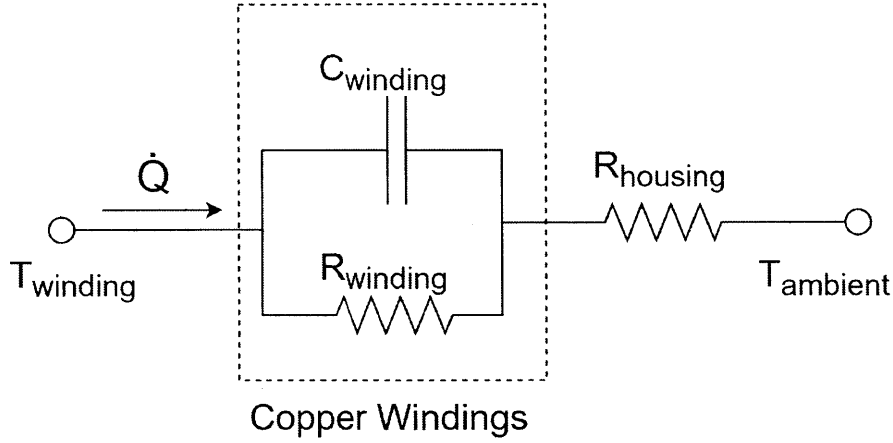 C_winding
Q̇
R_housing
R_winding
T_winding
T_ambient
Copper Windings